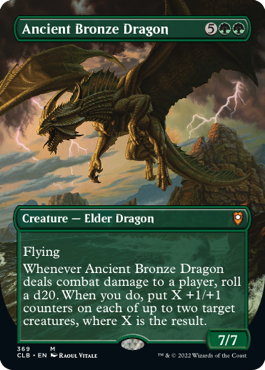 Ancient Bronze Dragon 5
Creature — Elder Dragon
Flying
Whenever Ancient Bronze Dragon
deals combat damage to a player, roll
a d20. When you do, put X +1/+1
counters on each of up to two target
creatures, where X is the result.
7/7
369 M
CLB • EN Raoul Vitale
™ & © 2022 Wizards of the Coast